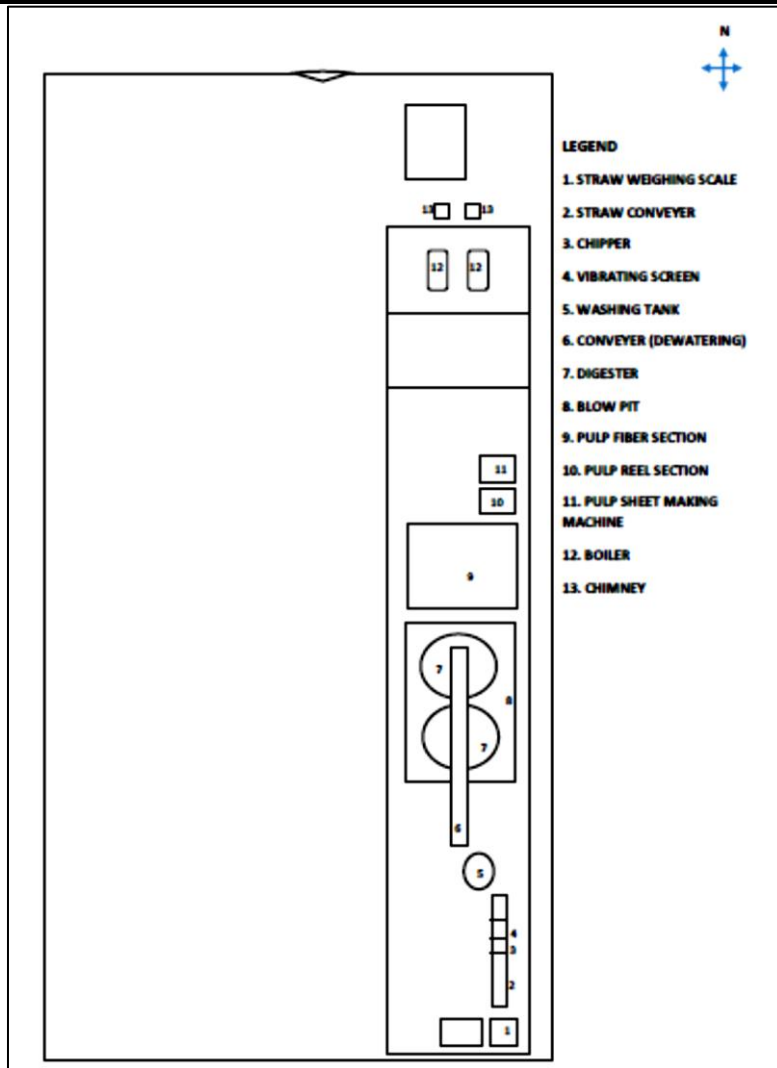 N
LEGEND
1. STRAW WEIGHING SCALE
2. STRAW CONVEYER
3. CHIPPER
4. VIBRATING SCREEN
5. WASHING TANK
6. CONVEYER (DEWATERING)
7. DIGESTER
8. BLOW PIT
9. PULP FIBER SECTION
10. PULP REEL SECTION
11. PULP SHEET MAKING
MACHINE
12. BOILER
13. CHIMNEY
13 13
12 12
11
10
9
7
8
7
6
5
4
3
2
1